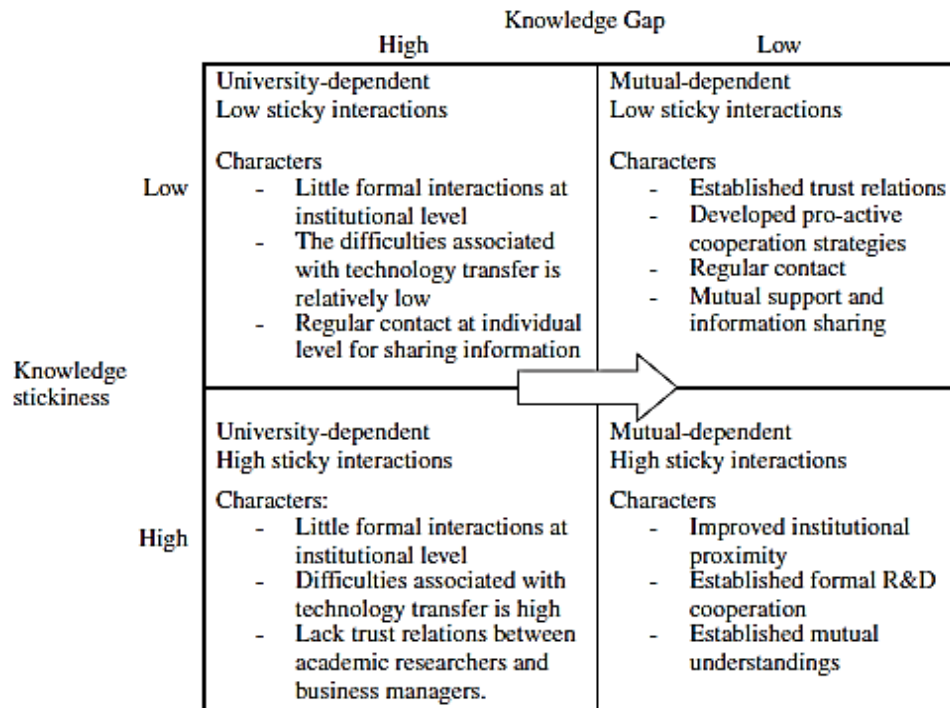 Knowledge Gap
High
Low
University-dependent
Low sticky interactions
Characters
- Little formal interactions at
institutional level
- The difficulties associated
with technology transfer is
relatively low
- Regular contact at individual
level for sharing information
Mutual-dependent
Low sticky interactions
Characters
- Established trust relations
- Developed pro-active
cooperation strategies
- Regular contact
- Mutual support and
information sharing
Low
Knowledge
stickiness
High
University-dependent
High sticky interactions
Characters:
- Little formal interactions at
institutional level
- Difficulties associated with
technology transfer is high
- Lack trust relations between
academic researchers and
business managers.
Mutual-dependent
High sticky interactions
Characters
- Improved institutional
proximity
- Established formal R&D
cooperation
- Established mutual
understandings